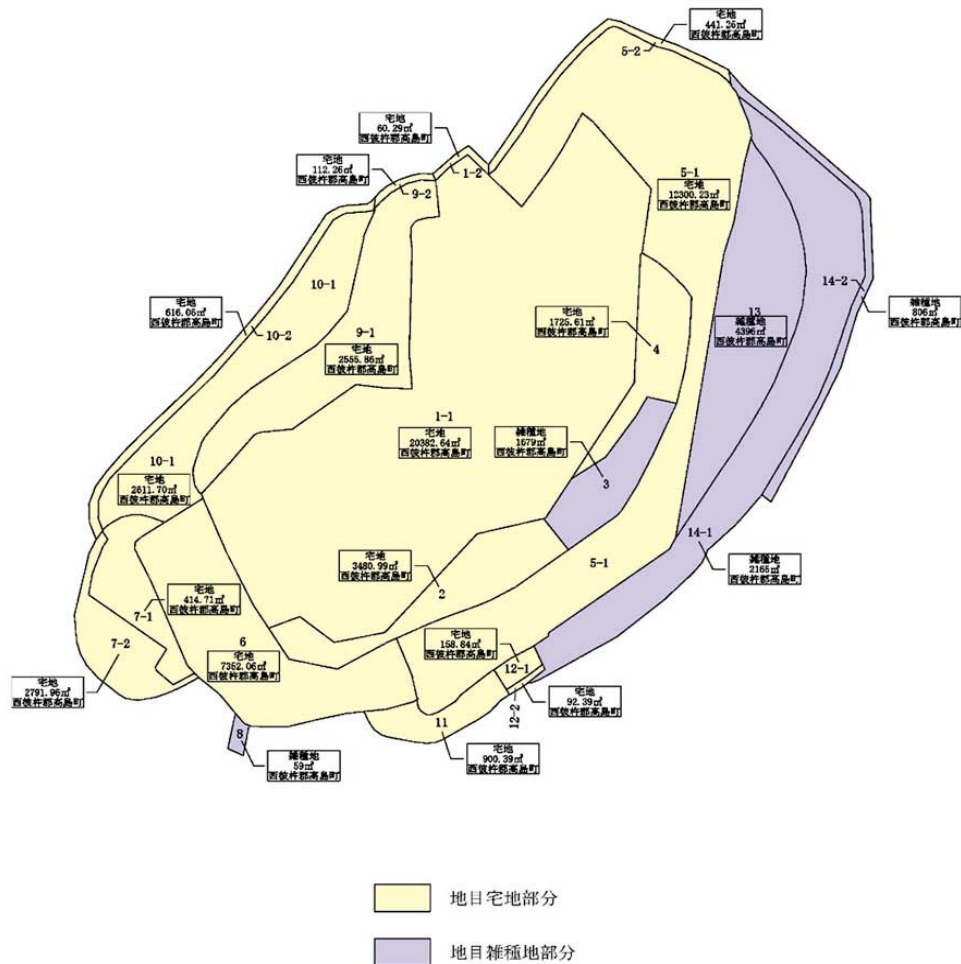 宅地
441.26㎡
西彼杵郡高島町
5-2
宅地
60.29㎡
西彼杵郡高島町
1-2
宅地
112.26㎡
西彼杵郡高島町
9-2
5-1
宅地
12300.23㎡
西彼杵郡高島町
10-1
14-2
宅地
616.05㎡
西彼杵郡高島町
10-2
雑種地
806㎡
西彼杵郡高島町
宅地
1725.61㎡
西彼杵郡高島町
13
雑種地
4396㎡
西彼杵郡高島町
9-1
宅地
2555.86㎡
西彼杵郡高島町
4
1-1
宅地
20382.64㎡
西彼杵郡高島町
雑種地
1679㎡
西彼杵郡高島町
3
10-1
宅地
2611.70㎡
西彼杵郡高島町
14-1
雑種地
2165㎡
西彼杵郡高島町
宅地
3480.99㎡
西彼杵郡高島町
2
5-1
宅地
414.71㎡
西彼杵郡高島町
7-1
7-2
6
宅地
7352.06㎡
西彼杵郡高島町
宅地
158.84㎡
西彼杵郡高島町
12-1
宅地
2791.96㎡
西彼杵郡高島町
宅地
92.39㎡
西彼杵郡高島町
12-2
8
11
雑種地
59㎡
西彼杵郡高島町
宅地
900.39㎡
西彼杵郡高島町
地目宅地部分
地目雑種地部分